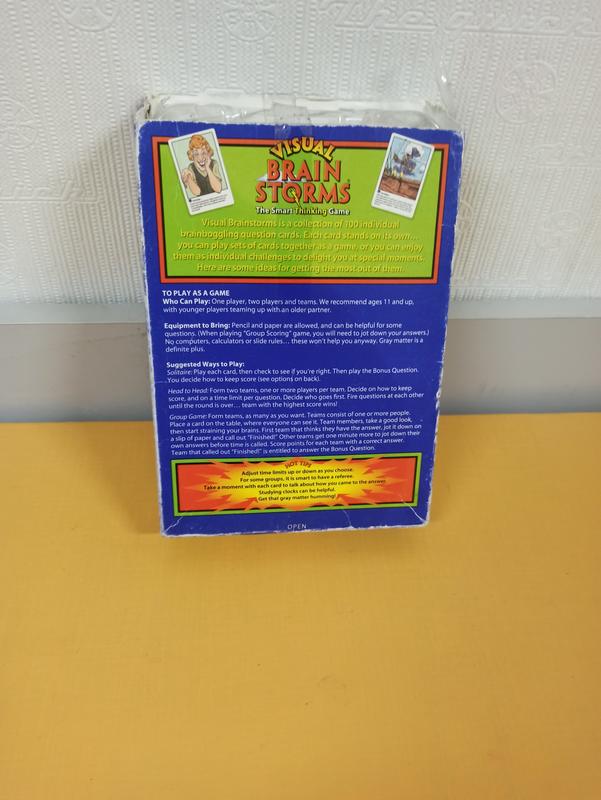 VISUAL
BRAIN
STORMS®
The Smart Thinking Game
Visual Brainstorms is a collection of 100 individual
brainboggling question cards. Each card stands on its own...
you can play sets of cards together as a game, or you can enjoy
them as individual challenges to delight you at special moments.
Here are some ideas for getting the most out of them.
TO PLAY AS A GAME
Who Can Play: One player, two players and teams. We recommend ages 11 and up,
with younger players teaming up with an older partner.
Equipment to Bring: Pencil and paper are allowed, and can be helpful for some
questions. (When playing "Group Scoring" game, you will need to jot down your answers.)
No computers, calculators or slide rules... these won't help you anyway. Gray matter is a
definite plus.
Suggested Ways to Play:
Solitaire: Play each card, then check to see if you're right. Then play the Bonus Question.
You decide how to keep score (see options on back).
Head to Head: Form two teams, one or more players per team. Decide on how to keep
score, and on a time limit per question. Decide who goes first. Fire questions at each other
until the round is over... team with the highest score wins!
Group Game: Form teams, as many as you want. Teams consist of one or more people.
Place a card on the table, where everyone can see it. Team members, take a good look,
then start straining your brains. First team that thinks they have the answer, jot it down on
a slip of paper and call out "Finished!" Other teams get one minute more to jot down their
own answers before time is called. Score points for each team with a correct answer.
Team that called out "Finished!" is entitled to answer the Bonus Question.
HOT TIPS
Adjust time limits up or down as you choose.
For some groups, it is smart to have a referee.
Take a moment with each card to talk about how you came to the answer.
Studying clocks can be helpful.
Get that gray matter humming!
OPEN